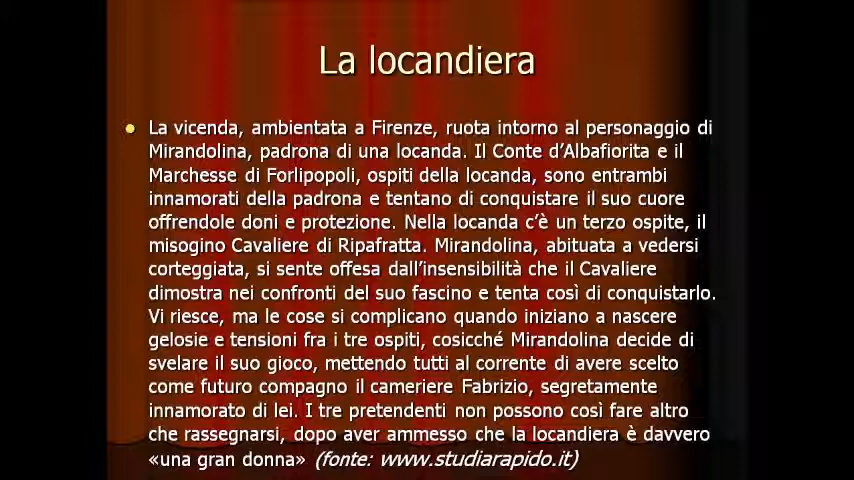 La locandiera
La vicenda, ambientata a Firenze, ruota intorno al personaggio di
Mirandolina, padrona di una locanda. Il Conte d'Albafiorita e il
Marchesse di Forlipopoli, ospiti della locanda, sono entrambi
innamorati della padrona e tentano di conquistare il suo cuore
offrendole doni e protezione. Nella locanda c'è un terzo ospite, il
misogino Cavaliere di Ripafratta. Mirandolina, abituata a vedersi
corteggiata, si sente offesa dall'insensibilità che il Cavaliere
dimostra nei confronti del suo fascino e tenta così di conquistarlo.
Vi riesce, ma le cose si complicano quando iniziano a nascere
gelosie e tensioni fra i tre ospiti, cosicché Mirandolina decide di
svelare il suo gioco, mettendo tutti al corrente di avere scelto
come futuro compagno il cameriere Fabrizio, segretamente
innamorato di lei. I tre pretendenti non possono così fare altro
che rassegnarsi, dopo aver ammesso che la locandiera è davvero
«una gran donna» (fonte: www.studiarapido.it)